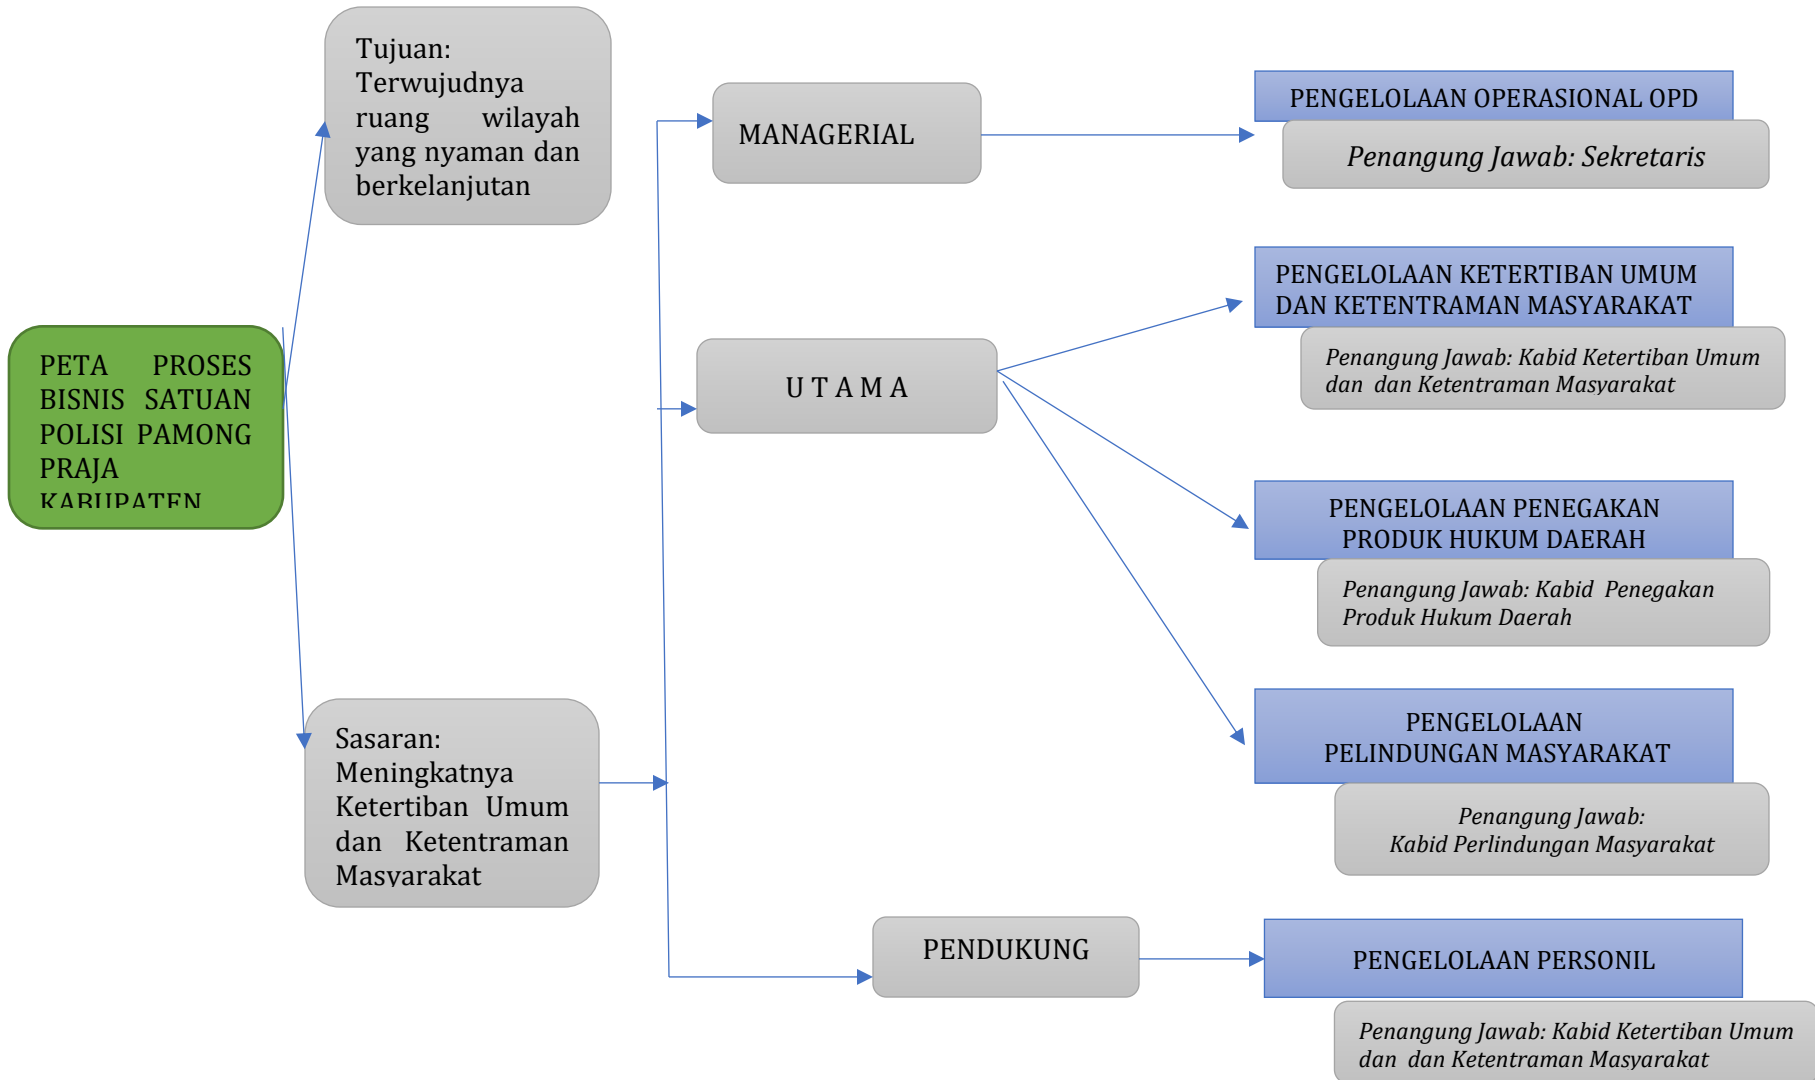 PETA PROSES
BISNIS SATUAN
POLISI PAMONG
PRAJA
KABUPATEN
Tujuan:
Terwujudnya
ruang wilayah
yang nyaman dan
berkelanjutan
Sasaran:
Meningkatnya
Ketertiban Umum
dan Ketentraman
Masyarakat
MANAGERIAL
PENGELOLAAN OPERASIONAL OPD
Penangung Jawab: Sekretaris
U T A M A
PENGELOLAAN KETERTIBAN UMUM
DAN KETENTRAMAN MASYARAKAT
Penangung Jawab: Kabid Ketertiban Umum
dan dan Ketentraman Masyarakat
PENGELOLAAN PENEGAKAN
PRODUK HUKUM DAERAH
Penangung Jawab: Kabid Penegakan
Produk Hukum Daerah
PENGELOLAAN
PELINDUNGAN MASYARAKAT
Penangung Jawab:
Kabid Perlindungan Masyarakat
PENDUKUNG
PENGELOLAAN PERSONIL
Penangung Jawab: Kabid Ketertiban Umum
dan dan Ketentraman Masyarakat